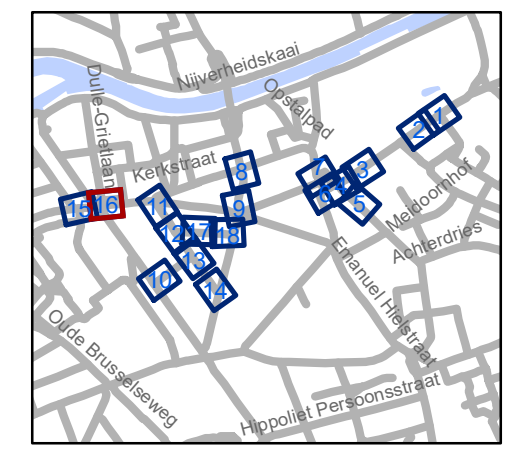 Nijverheidskaai
Dulle-Grietlaan
Opstalpad
Kerkstraat
1
2
3
4
5
6
7
8
9
10
11
12
13
14
15
16
17
18
Meidoornhof
Achterdries
Emanuel Hielstraat
Oude Brusselseweg
Hippoliet Persoonsstraat